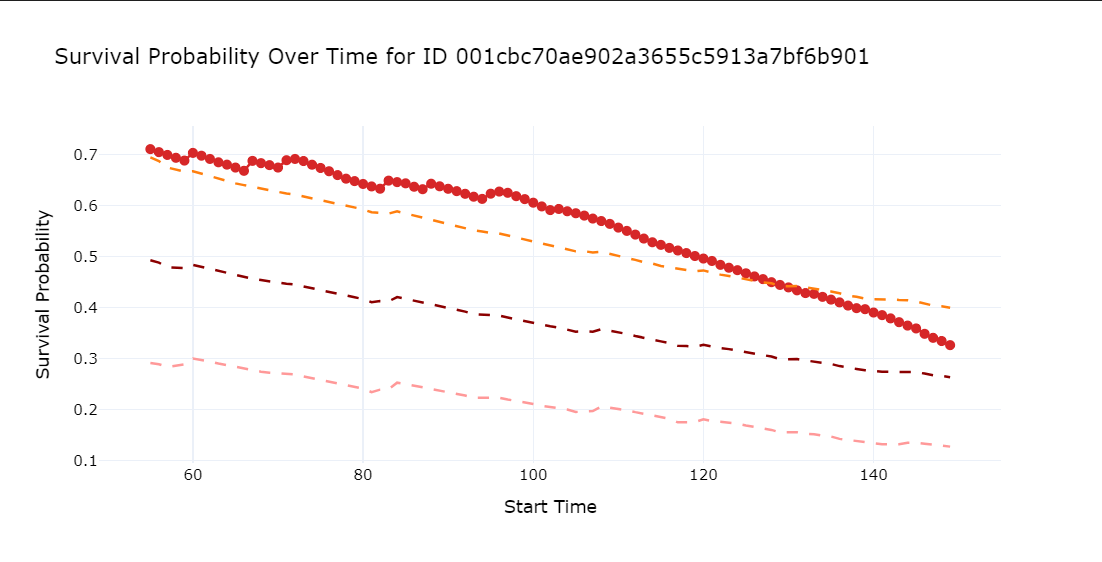 Survival Probability Over Time for ID 001cbc70ae902a3655c5913a7bf6b901
Survival Probability
0.7
0.6
0.5
0.4
0.3
0.2
0.1
60 80 100 120 140
Start Time